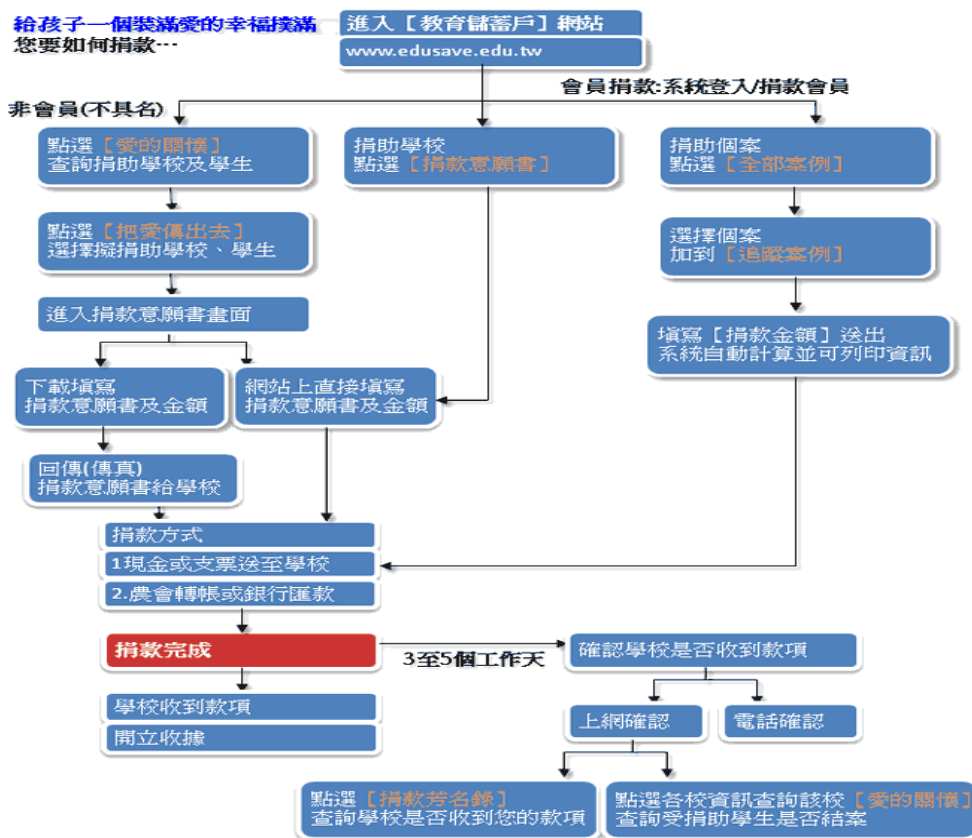 給孩子一個裝滿愛的幸福撲滿
您要如何捐款…
進入［教育儲蓄戶］網站
www.edusave.edu.tw
會員捐款:系統登入/捐款會員
非會員(不具名)
點選［愛的關懷］
查詢捐助學校及學生
捐助學校
點選［捐款意願書］
捐助個案
點選［全部案例］
點選［把愛傳出去］
選擇擬捐助學校、學生
選擇個案
加到［追蹤案例］
進入捐款意願書畫面
填寫［捐款金額］送出
系統自動計算並可列印資訊
下載填寫
捐款意願書及金額
網站上直接填寫
捐款意願書及金額
回傳(傳真)
捐款意願書給學校
捐款方式
1現金或支票送至學校
2.農會轉帳或銀行匯款
捐款完成
3至5個工作天
確認學校是否收到款項
學校收到款項
開立收據
上網確認
電話確認
點選［捐款芳名錄］
查詢學校是否收到您的款項
點選各校資訊查詢該校［愛的關懷］
查詢受捐助學生是否結案